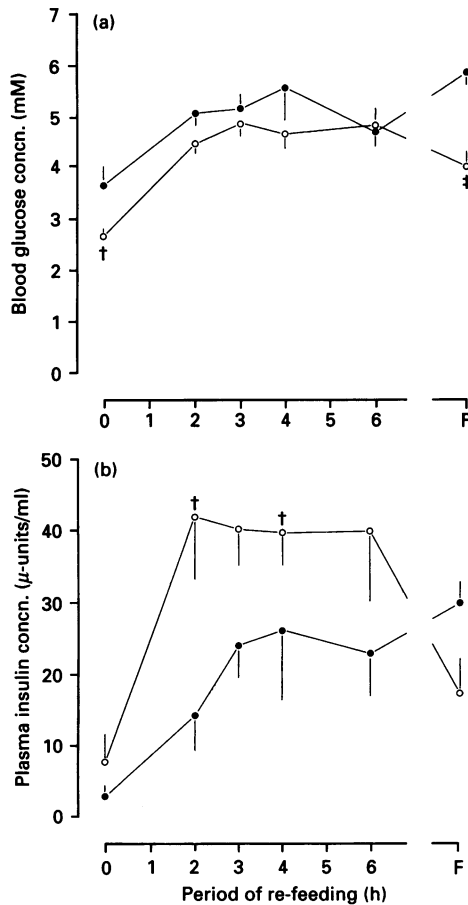 (a)
Blood glucose concn. (mM)
7
6
5
4
3
2
1
0
†
‡
0 1 2 3 4 5 6 F
(b)
Plasma insulin concn. (μ-units/ml)
50
40
30
20
10
0
† †
0 1 2 3 4 5 6 F
Period of re-feeding (h)